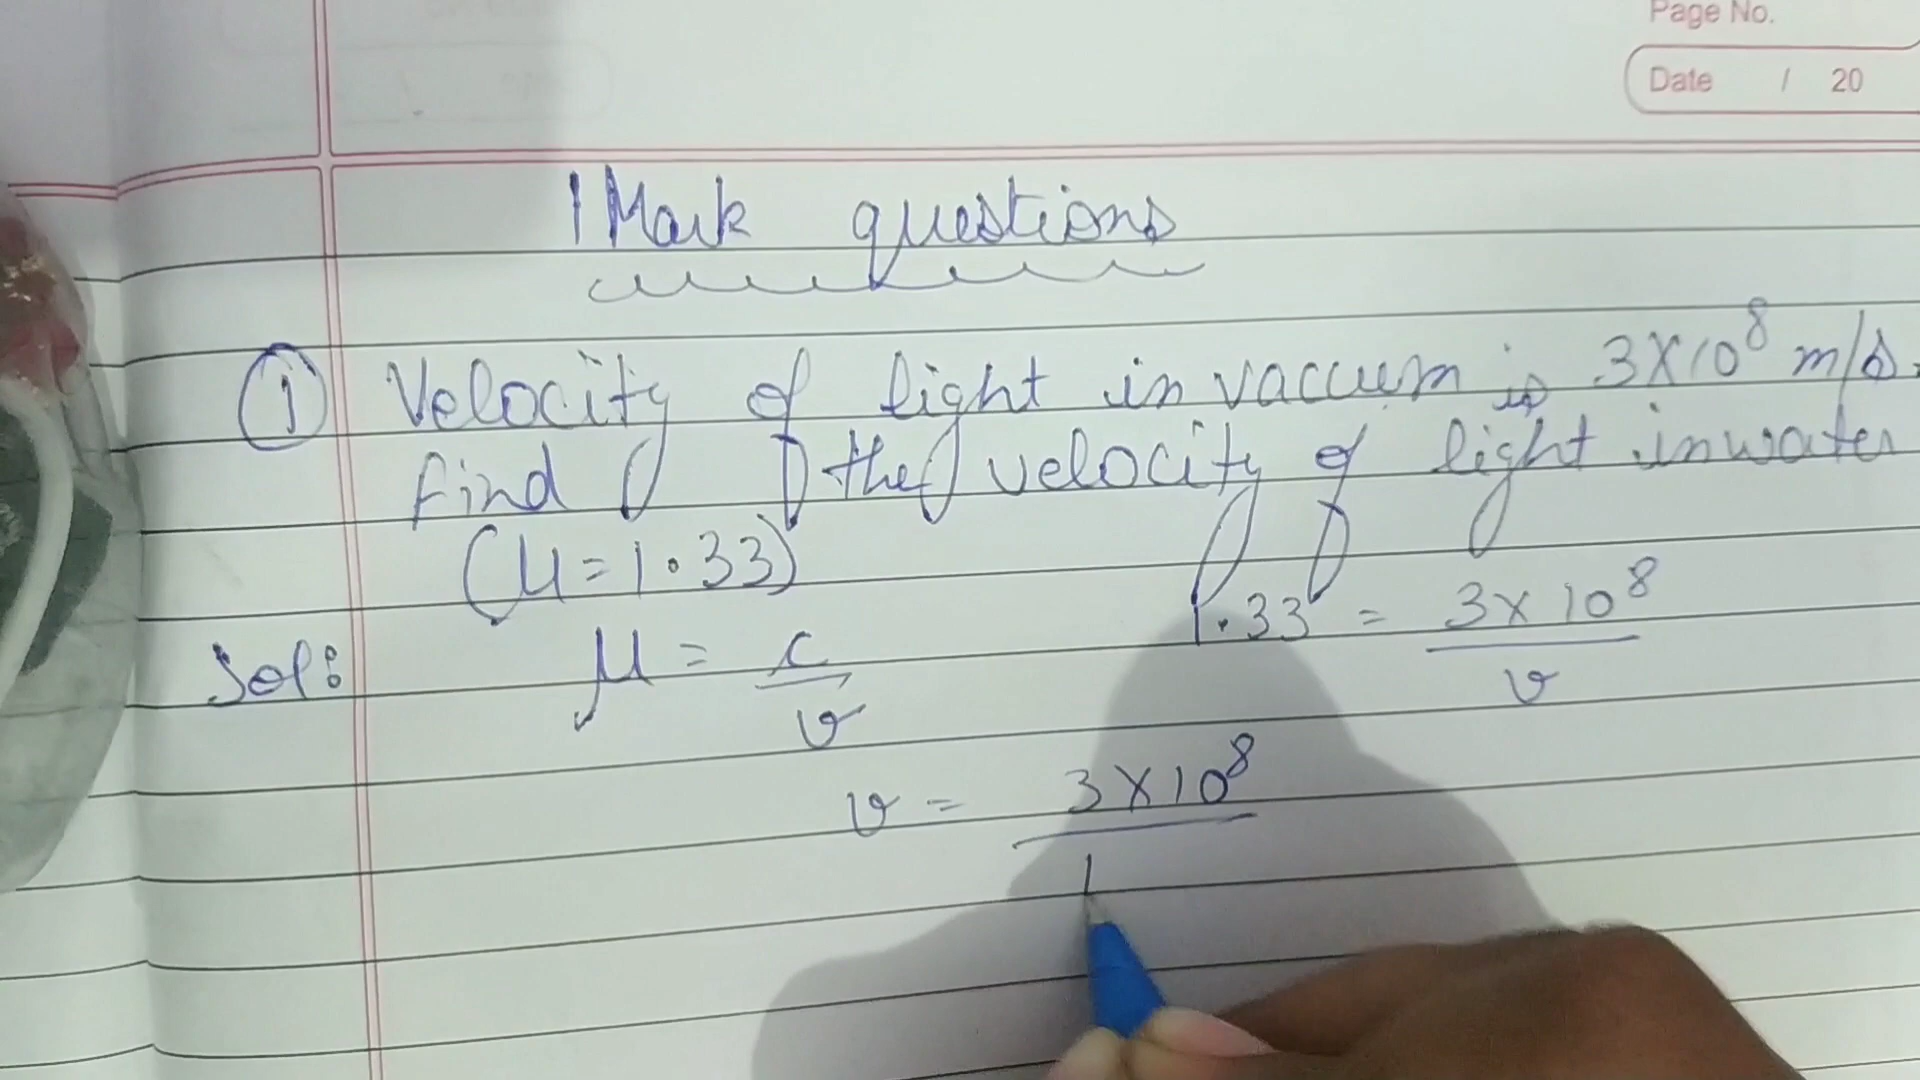 Page No.
Date / 20
1 Mark questions
① Velocity of light in vaccum is 3×10⁸ m/s.
find the velocity of light in water
(μ = 1.33)
Sol: μ = c/v 1.33 = 3×10⁸/v
v = 3×10⁸/1